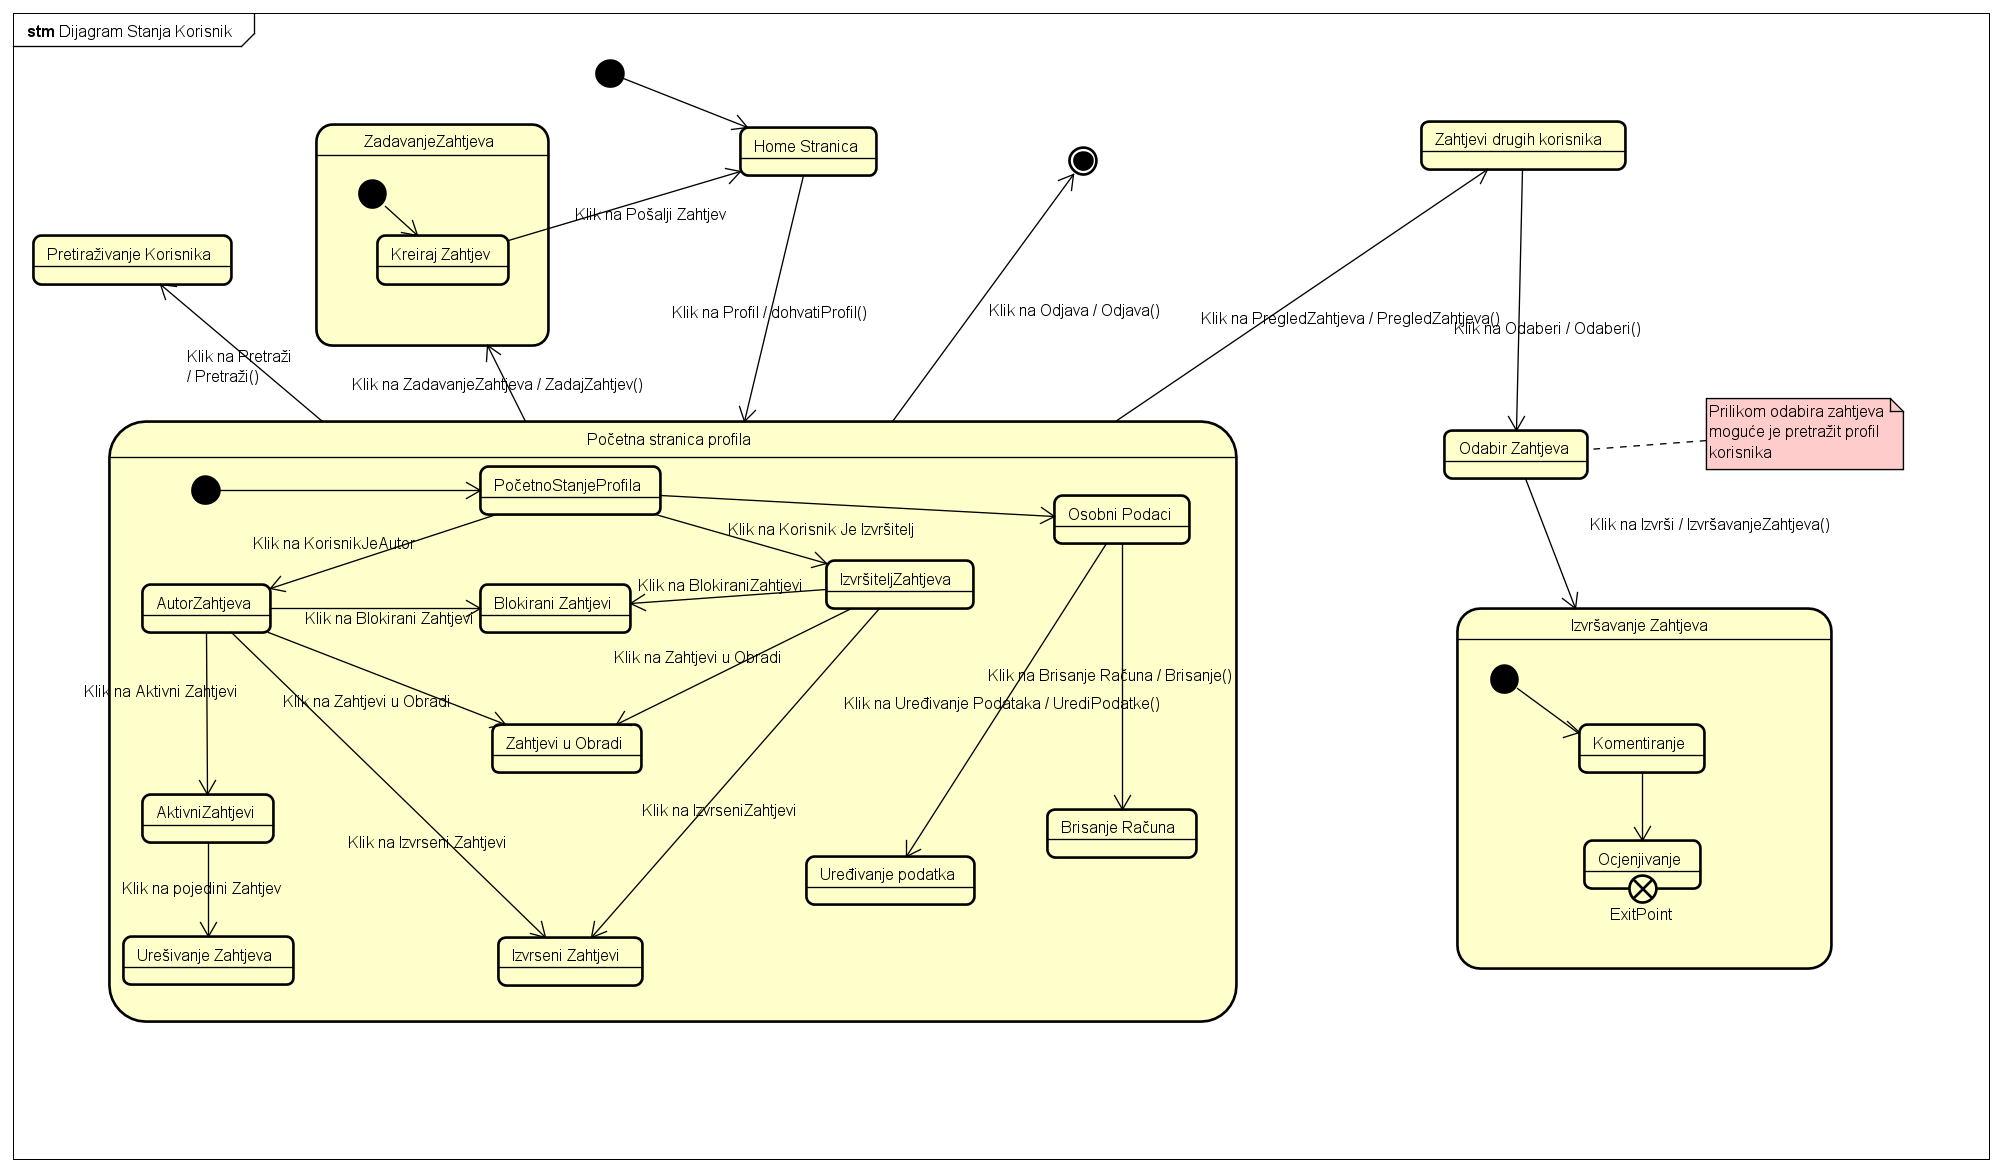 stm Dijagram Stanja Korisnik
ZadavanjeZahtjeva
Home Stranica
Zahtjevi drugih korisnika
Klik na Pošalji Zahtjev
Pretiraživanje Korisnika
Kreiraj Zahtjev
Klik na Profil / dohvatiProfil()
Klik na Odjava / Odjava()
Klik na PregledZahtjeva / PregledZahtjeva()
Klik na Odaberi / Odaberi()
Klik na Pretraži
/ Pretraži()
Klik na ZadavanjeZahtjeva / ZadajZahtjev()
Prilikom odabira zahtjeva
moguće je pretražit profil
korisnika
Početna stranica profila
Odabir Zahtjeva
PočetnoStanjeProfila
Osobni Podaci
Klik na Korisnik Je Izvršitelj
Klik na Izvrši / IzvršavanjeZahtjeva()
Klik na KorisnikJeAutor
IzvršiteljZahtjeva
Klik na BlokiraniZahtjevi
AutorZahtjeva
Blokirani Zahtjevi
Klik na Blokirani Zahtjevi
Izvršavanje Zahtjeva
Klik na Zahtjevi u Obradi
Klik na Brisanje Računa / Brisanje()
Klik na Aktivni Zahtjevi
Klik na Zahtjevi u Obradi
Klik na Uređivanje Podataka / UrediPodatke()
Zahtjevi u Obradi
Komentiranje
AktivniZahtjevi
Klik na IzvrseniZahtjevi
Brisanje Računa
Klik na Izvrseni Zahtjevi
Ocjenjivanje
Uređivanje podatka
Klik na pojedini Zahtjev
ExitPoint
Urešivanje Zahtjeva
Izvrseni Zahtjevi